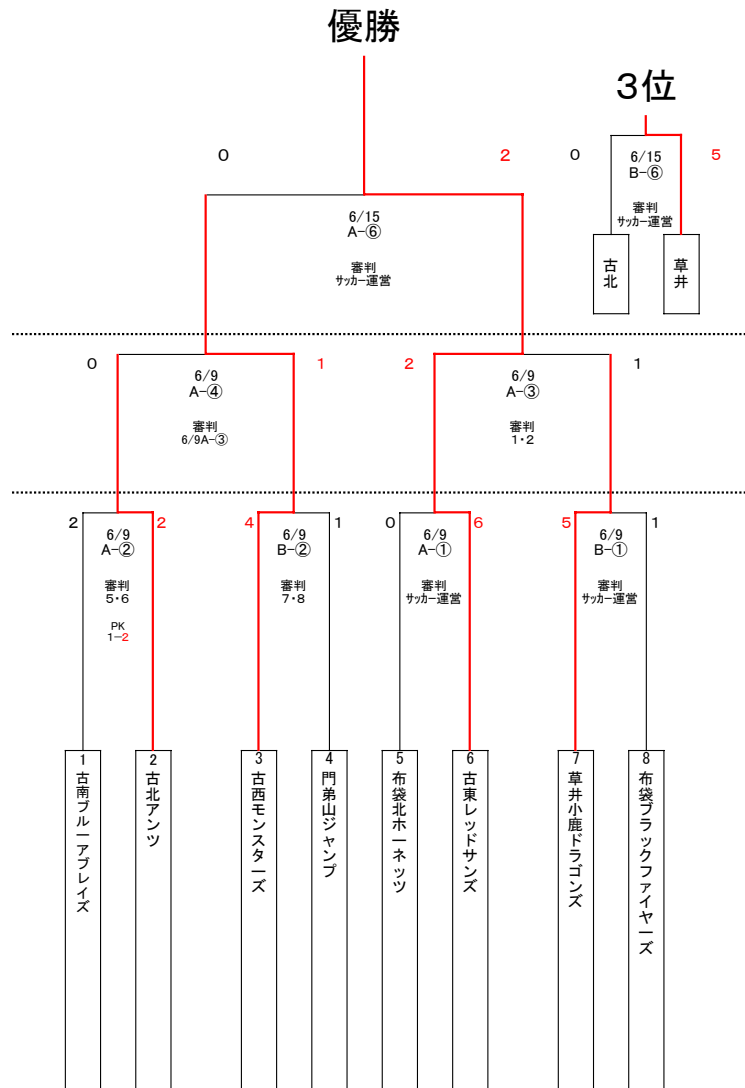 優勝
3位
0
2
0
6/15
B-⑥
5
審判
サッカー運営
古北
草井
6/15
A-⑥
審判
サッカー運営
0
6/9
A-④
1
審判
6/9A-③
2
6/9
A-③
1
審判
1・2
2
6/9
A-②
2
審判
5・6
PK
1-2
4
6/9
B-②
1
審判
7・8
0
6/9
A-①
6
審判
サッカー運営
5
6/9
B-①
1
審判
サッカー運営
1
古南ブルーアブレイズ
2
古北アンツ
3
古西モンスターズ
4
門弟山ジャンプ
5
布袋北ホーネッツ
6
古東レッドサンズ
7
草井小鹿ドラゴンズ
8
布袋ブラックファイヤーズ